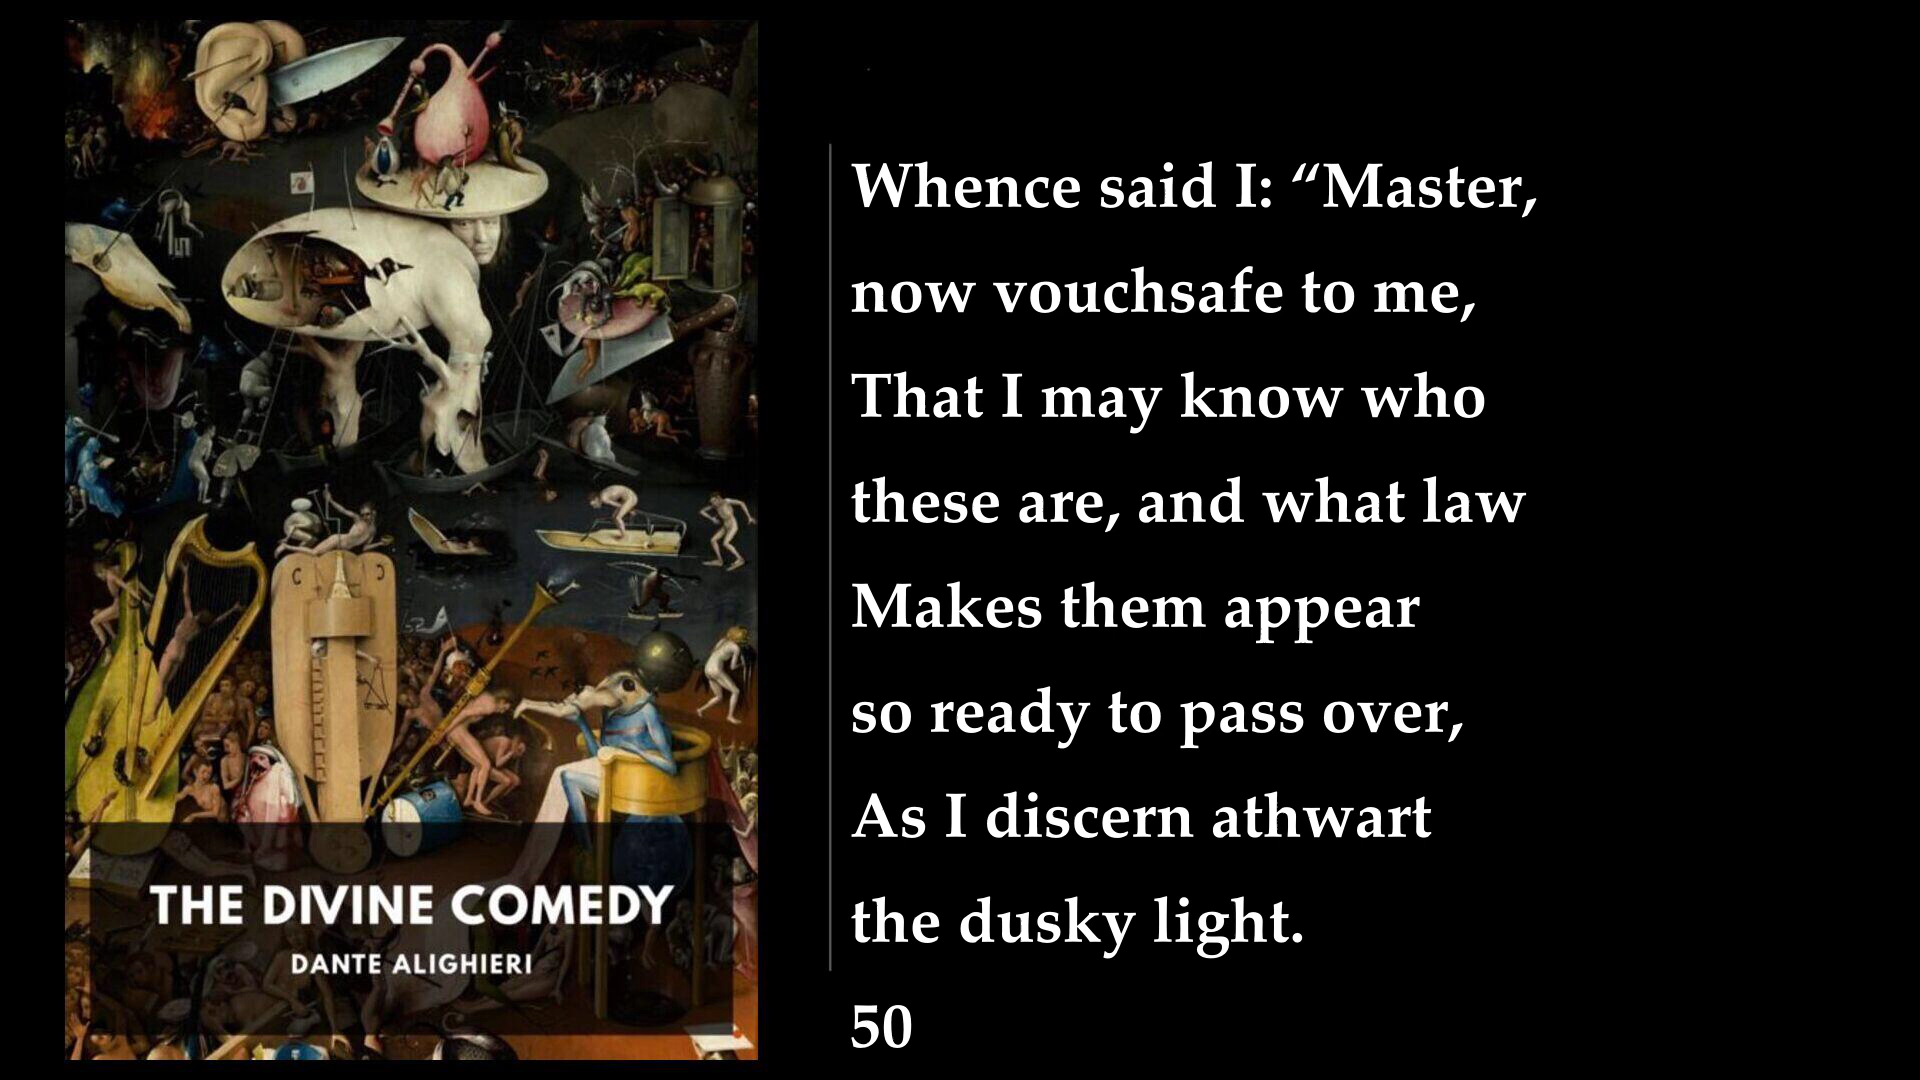 THE DIVINE COMEDY
DANTE ALIGHIERI
Whence said I: “Master,
now vouchsafe to me,
That I may know who
these are, and what law
Makes them appear
so ready to pass over,
As I discern athwart
the dusky light.
50